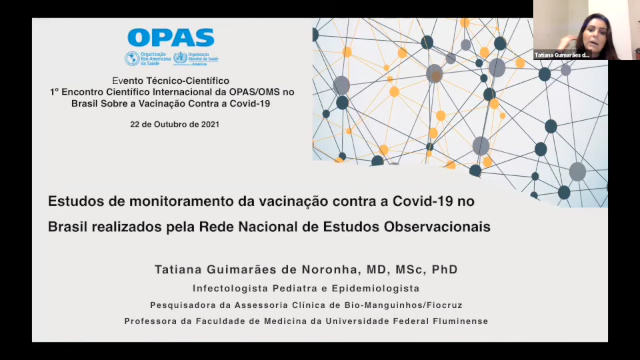 OPAS
Organização
Pan-Americana
da Saúde
Organização
Mundial da Saúde
Evento Técnico-Científico
1º Encontro Científico Internacional da OPAS/OMS no
Brasil Sobre a Vacinação Contra a Covid-19
22 de Outubro de 2021
Tatiana Guimarães d...
Estudos de monitoramento da vacinação contra a Covid-19 no
Brasil realizados pela Rede Nacional de Estudos Observacionais
Tatiana Guimarães de Noronha, MD, MSc, PhD
Infectologista Pediatra e Epidemiologista
Pesquisadora da Assessoria Clínica de Bio-Manguinhos/Fiocruz
Professora da Faculdade de Medicina da Universidade Federal Fluminense